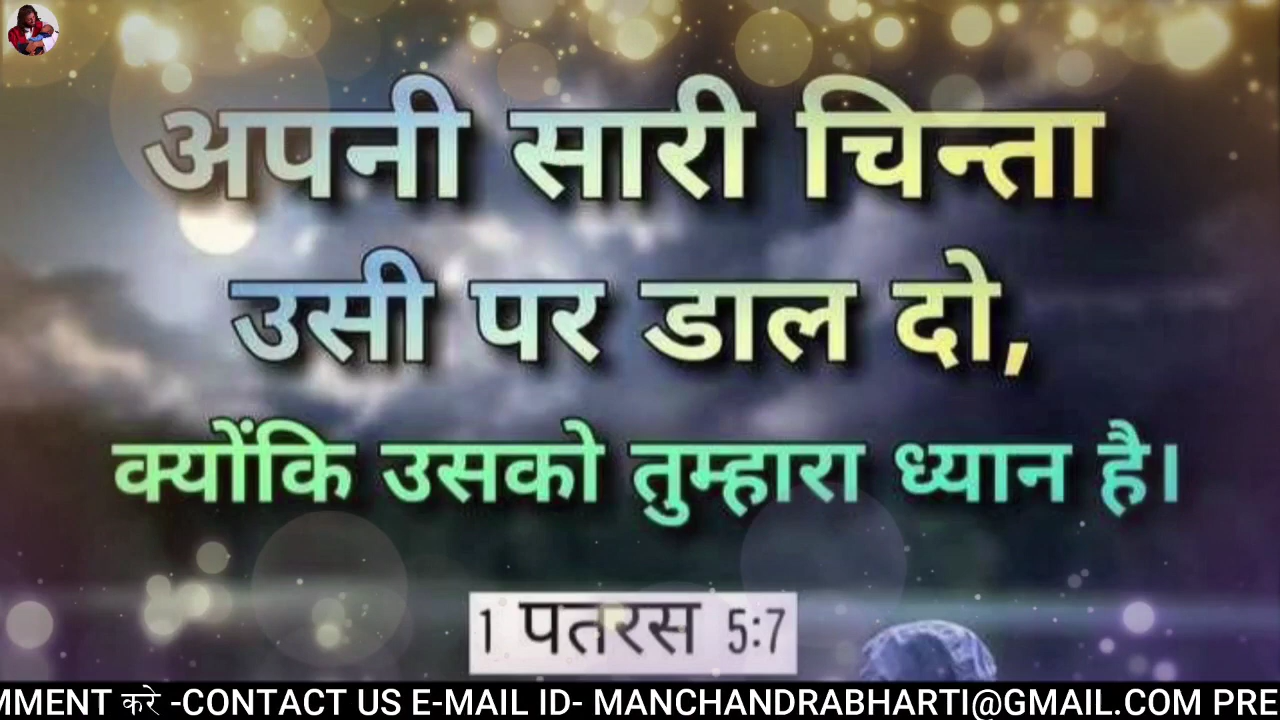 अपनी सारी चिन्ता
उसी पर डाल दो,
क्योंकि उसको तुम्हारा ध्यान है।
1 पतरस 5:7
MMENT करे -CONTACT US E-MAIL ID- MANCHANDRABHARTI@GMAIL.COM PRE